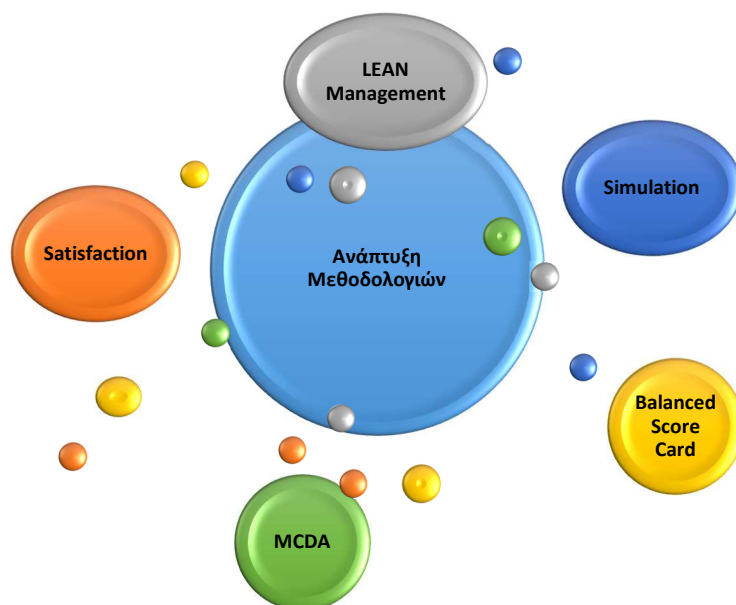 LEAN
Management
Simulation
Satisfaction
Ανάπτυξη
Μεθοδολογιών
Balanced
Score
Card
MCDA